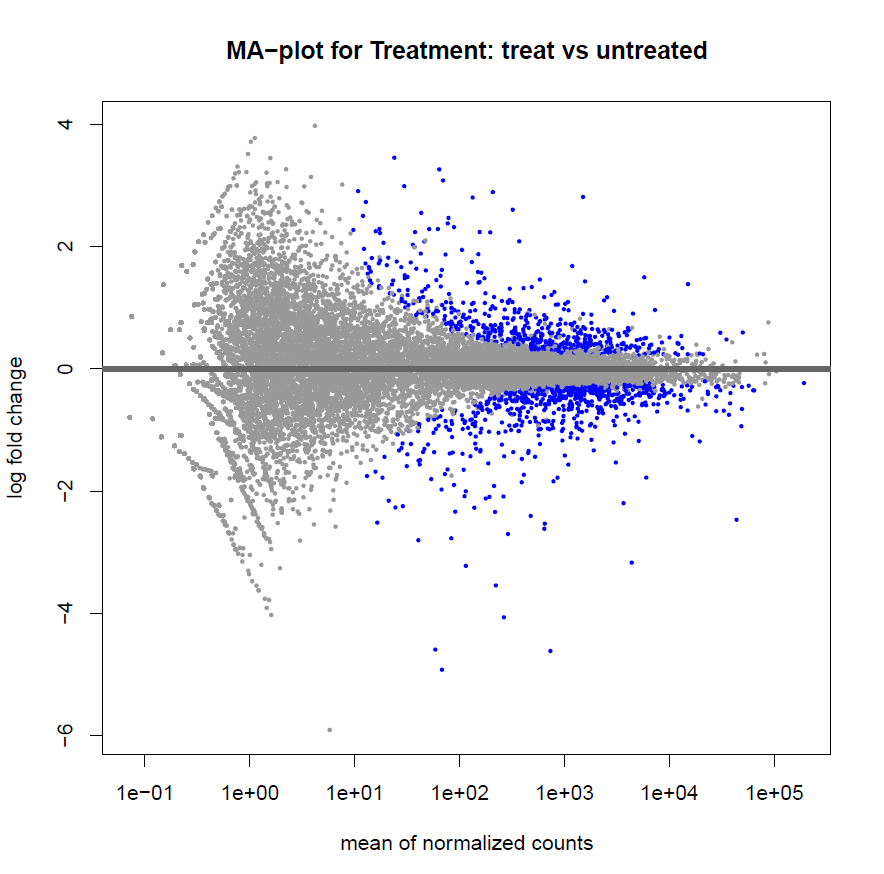 MA−plot for Treatment: treat vs untreated
4
2
0
−2
−4
−6
log fold change
1e−01 1e+00 1e+01 1e+02 1e+03 1e+04 1e+05
mean of normalized counts